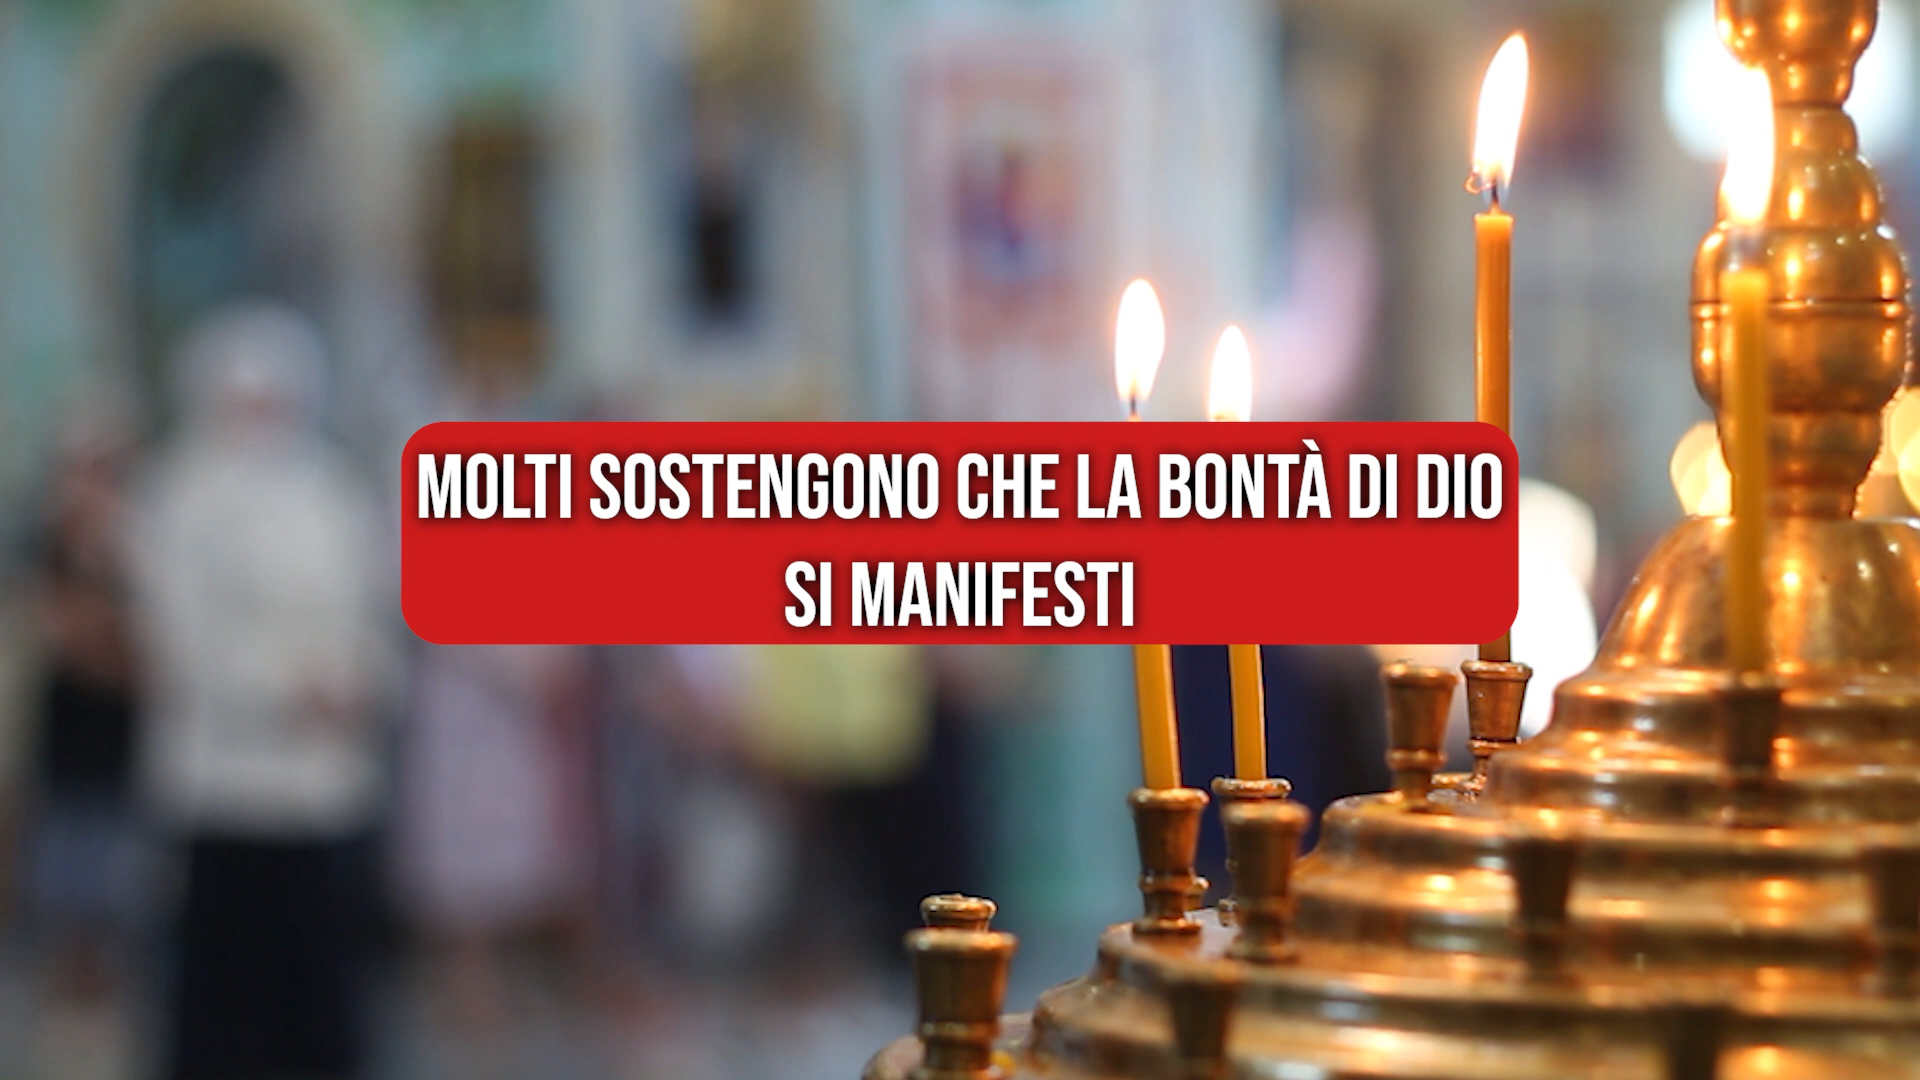 MOLTI SOSTENGONO CHE LA BONTÀ DI DIO
SI MANIFESTI